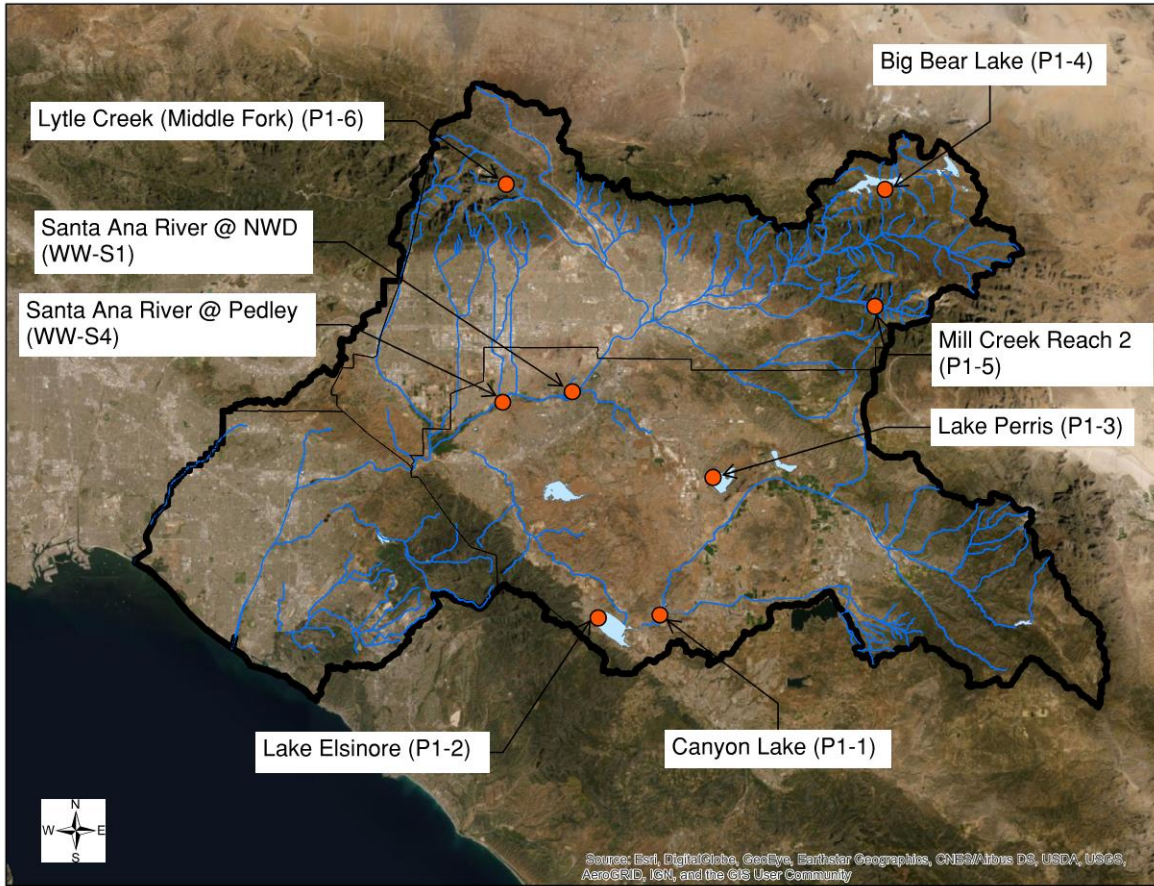 Big Bear Lake (P1-4)
Lytle Creek (Middle Fork) (P1-6)
Santa Ana River @ NWD
(WW-S1)
Santa Ana River @ Pedley
(WW-S4)
Mill Creek Reach 2
(P1-5)
Lake Perris (P1-3)
Lake Elsinore (P1-2)
Canyon Lake (P1-1)
N
W E
S
Source: Esri, DigitalGlobe, GeoEye, Earthstar Geographics, CNES/Airbus DS, USDA, USGS,
AeroGRID, IGN, and the GIS User Community